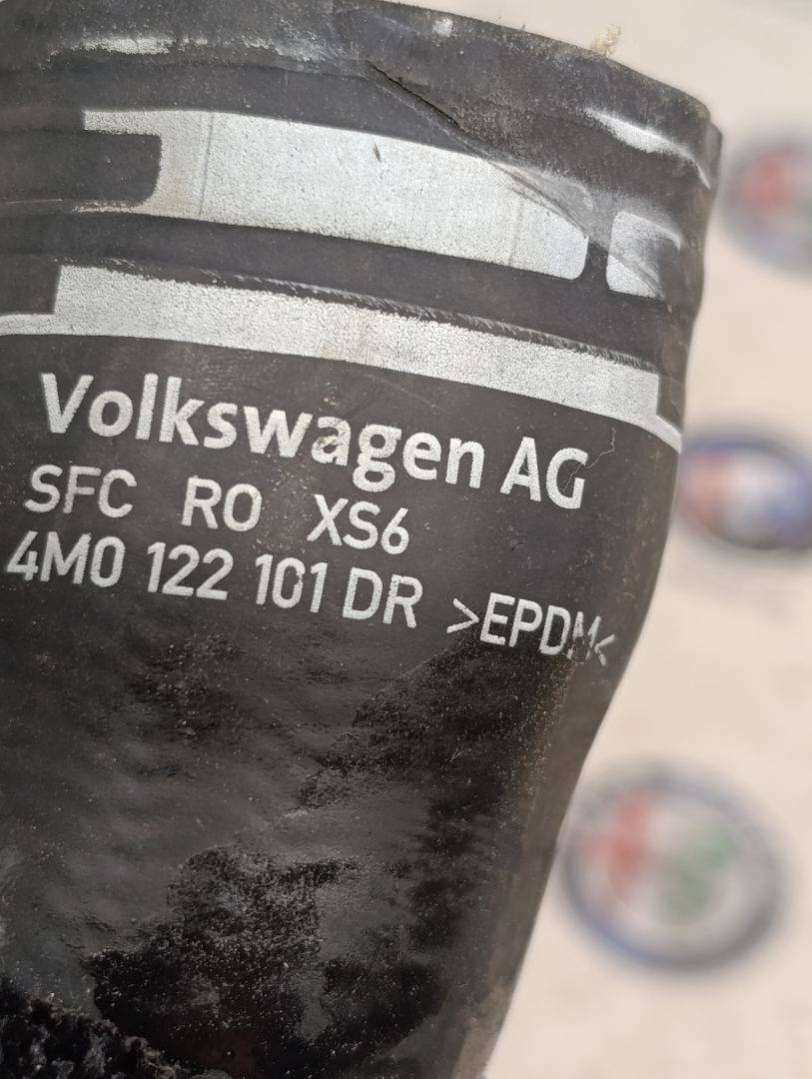 Volkswagen AG
SFC RO XS6
4M0 122 101 DR >EPDM<